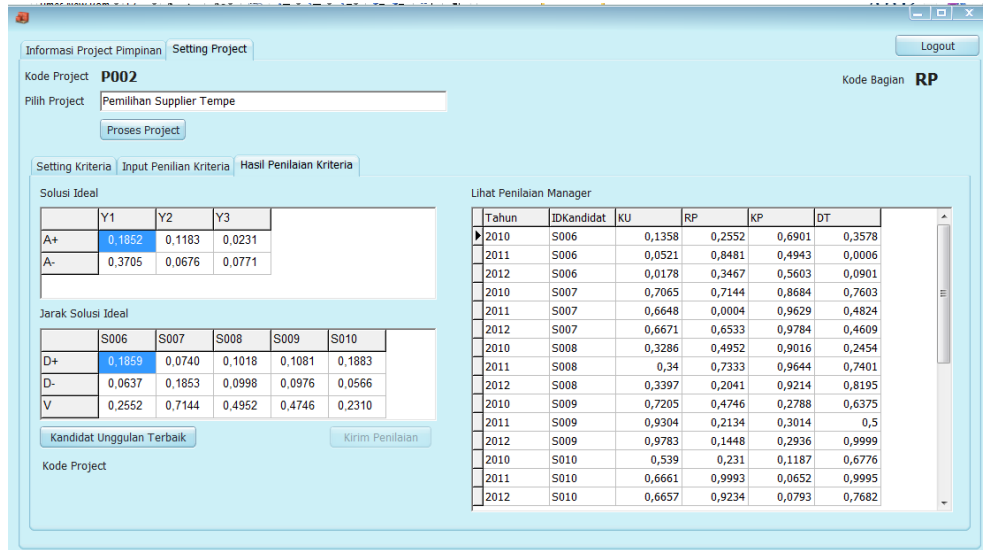 Informasi Project Pimpinan Setting Project Logout
Kode Project P002 Kode Bagian RP
Pilih Project Pemilihan Supplier Tempe
Proses Project
Setting Kriteria Input Penilian Kriteria Hasil Penilaian Kriteria
Solusi Ideal
Y1 Y2 Y3
A+ 0,1852 0,1183 0,0231
A- 0,3705 0,0676 0,0771
Jarak Solusi Ideal
S006 S007 S008 S009 S010
D+ 0,1859 0,0740 0,1018 0,1081 0,1883
D- 0,0637 0,1853 0,0998 0,0976 0,0566
V 0,2552 0,7144 0,4952 0,4746 0,2310
Kandidat Unggulan Terbaik Kirim Penilaian
Kode Project
Lihat Penilaian Manager
Tahun IDKandidat KU RP KP DT
2010 S006 0,1358 0,2552 0,6901 0,3578
2011 S006 0,0521 0,8481 0,4943 0,0006
2012 S006 0,0178 0,3467 0,5603 0,0901
2010 S007 0,7065 0,7144 0,8684 0,7603
2011 S007 0,6648 0,0004 0,9629 0,4824
2012 S007 0,6671 0,6533 0,9784 0,4609
2010 S008 0,3286 0,4952 0,9016 0,2454
2011 S008 0,34 0,7333 0,9644 0,7401
2012 S008 0,3397 0,2041 0,9214 0,8195
2010 S009 0,7205 0,4746 0,2788 0,6375
2011 S009 0,9304 0,2134 0,3014 0,5
2012 S009 0,9783 0,1448 0,2936 0,9999
2010 S010 0,539 0,231 0,1187 0,6776
2011 S010 0,6661 0,9993 0,0652 0,9995
2012 S010 0,6657 0,9234 0,0793 0,7682